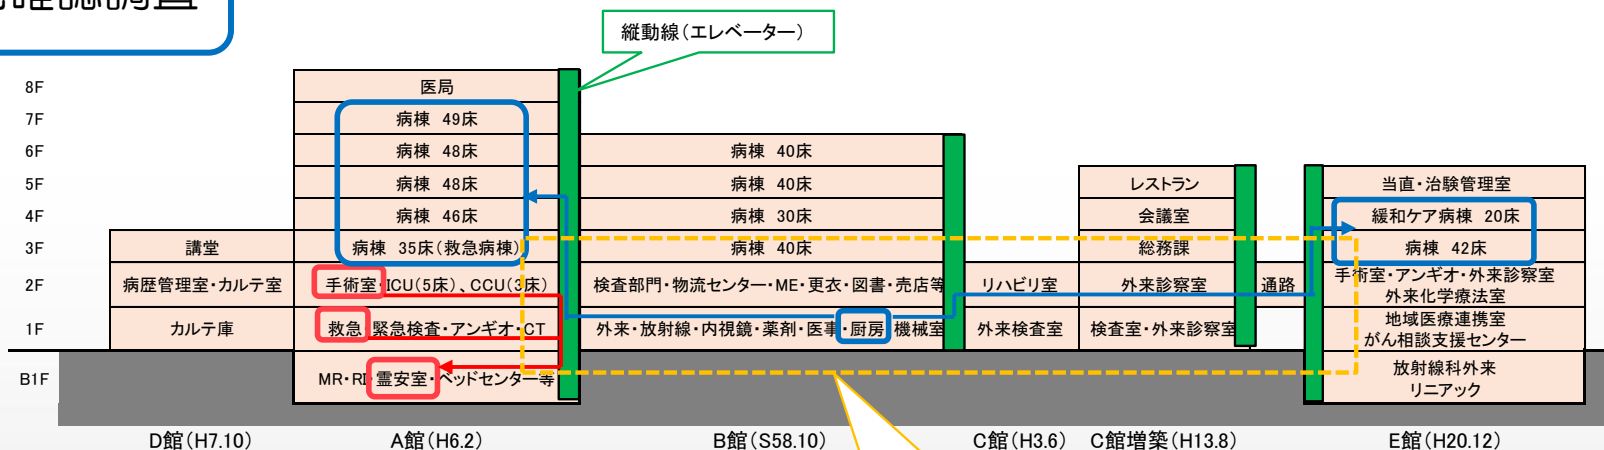 確認調査
縦動線（エレベーター）
8F
医局
7F
病棟 49床
6F
病棟 48床
病棟 40床
5F
病棟 48床
病棟 40床
レストラン
当直・治験管理室
4F
病棟 46床
病棟 30床
会議室
緩和ケア病棟 20床
3F
講堂
病棟 35床（救急病棟）
病棟 40床
総務課
病棟 42床
2F
病歴管理室・カルテ室
手術室・ICU（5床）、CCU（3床）
検査部門・物流センター・ME・更衣・図書・売店等
リハビリ室
外来診察室
通路
手術室・アンギオ・外来診察室
外来化学療法室
1F
カルテ庫
救急・緊急検査・アンギオ・CT
外来・放射線・内視鏡・薬剤・医事・厨房・機械室
外来検査室
検査室・外来診察室
地域医療連携室
がん相談支援センター
B1F
MR・RI・霊安室・ベッドセンター等
放射線科外来
リニアック
D館（H7.10）
A館（H6.2）
B館（S58.10）
C館（H3.6）
C館増築（H13.8）
E館（H20.12）